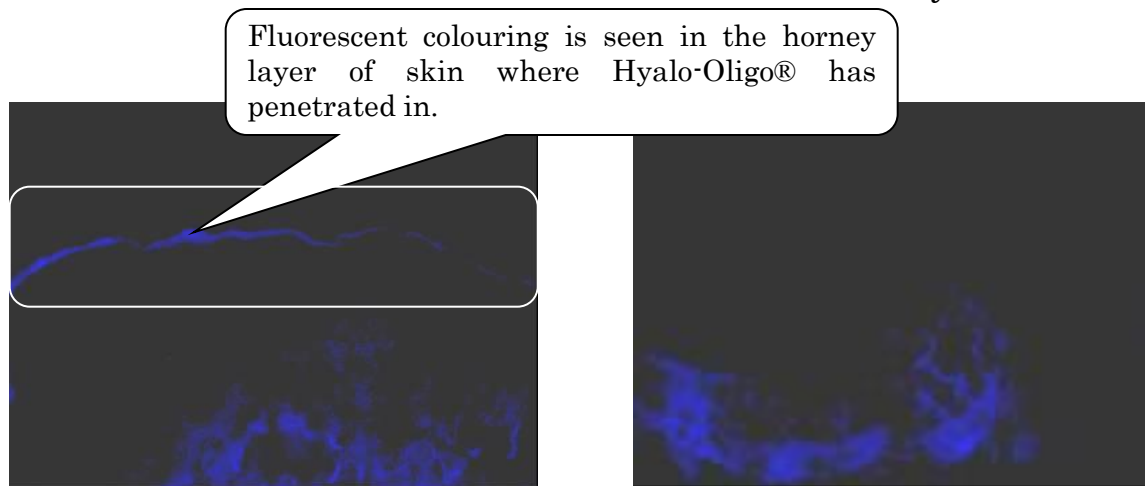 Fluorescent colouring is seen in the horney
layer of skin where Hyalo-Oligo® has
penetrated in.